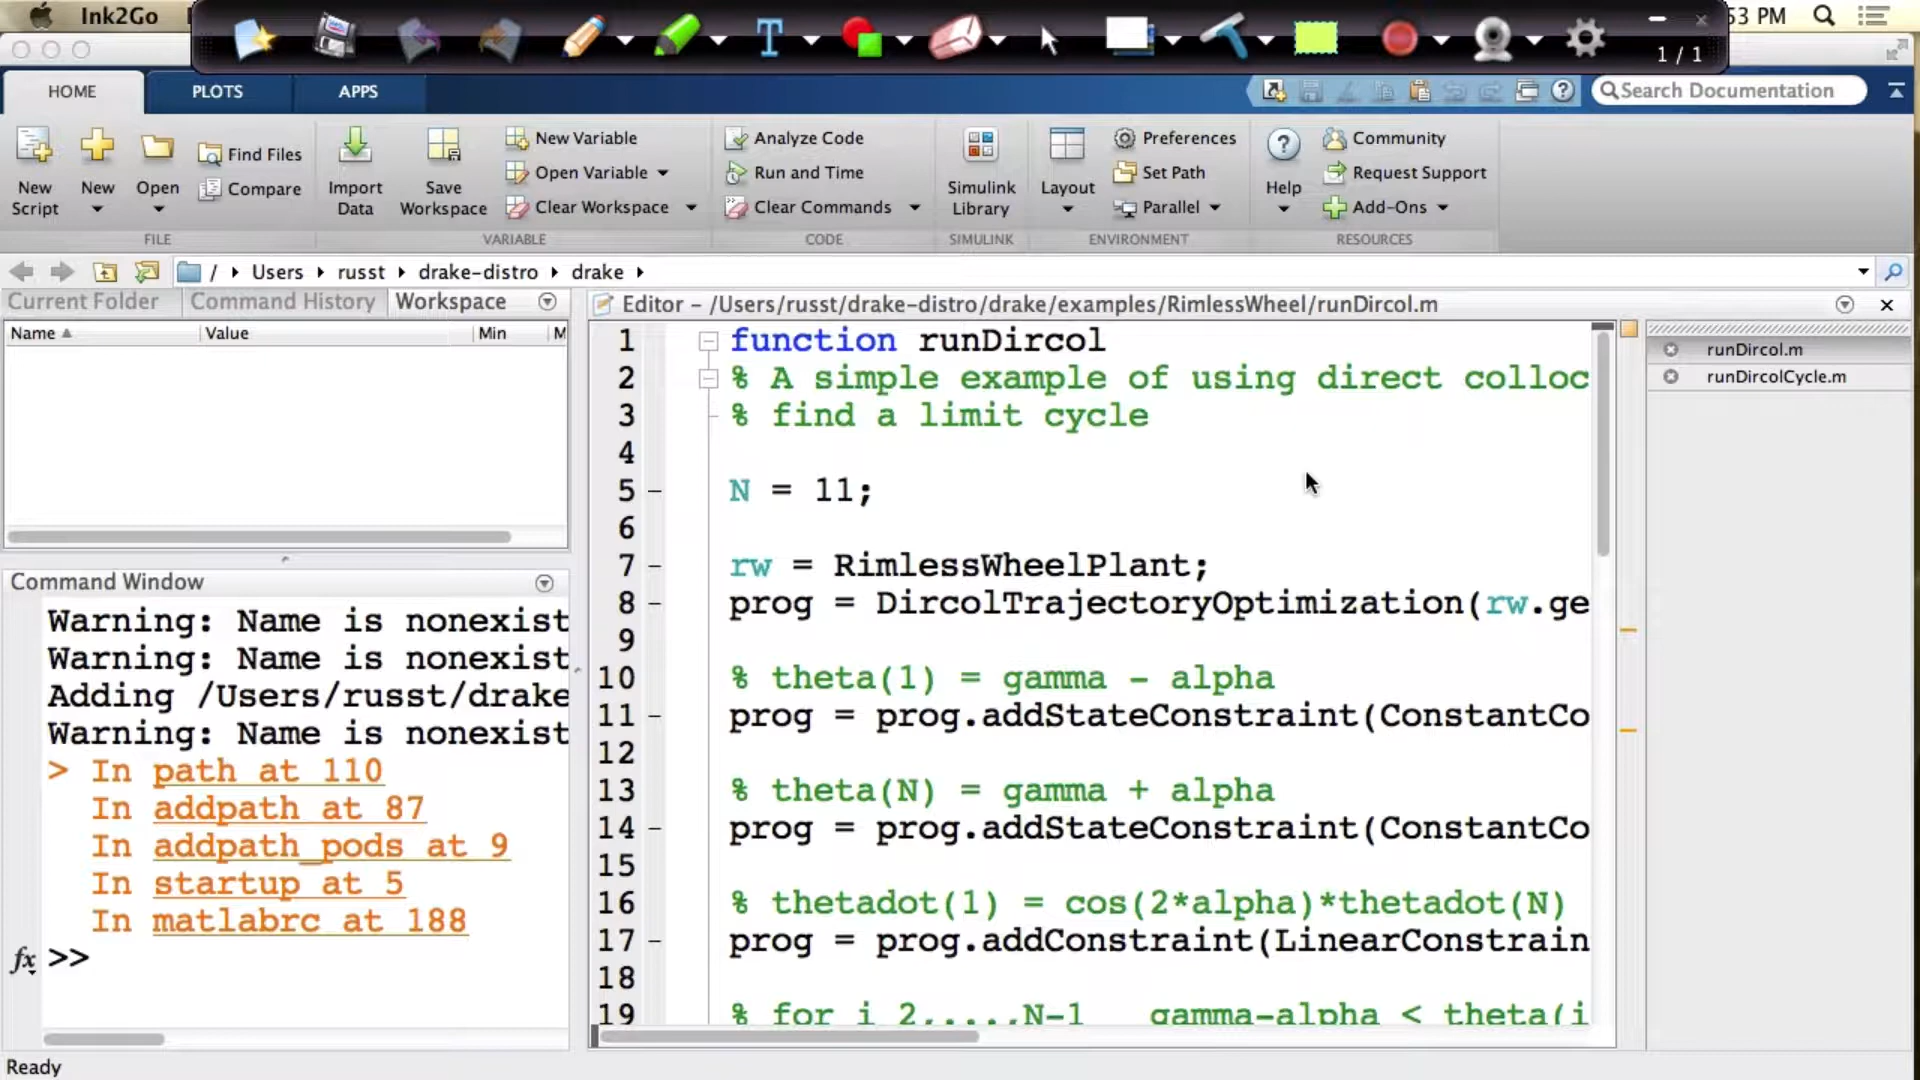 Ink2Go
53 PM
1 / 1
HOME
PLOTS
APPS
Search Documentation
New Script
New
Open
Find Files
Compare
FILE
Import Data
Save Workspace
New Variable
Open Variable
Clear Workspace
VARIABLE
Analyze Code
Run and Time
Clear Commands
CODE
Simulink Library
SIMULINK
Layout
Preferences
Set Path
Parallel
ENVIRONMENT
Help
Community
Request Support
Add-Ons
RESOURCES
/ Users russt drake-distro drake
Current Folder
Command History
Workspace
Name
Value
Min
M
Command Window
Warning: Name is nonexist
Warning: Name is nonexist
Adding /Users/russt/drake
Warning: Name is nonexist
> In path at 110
In addpath at 87
In addpath_pods at 9
In startup at 5
In matlabrc at 188
fx >>
Ready
Editor - /Users/russt/drake-distro/drake/examples/RimlessWheel/runDircol.m
1 function runDircol
2 % A simple example of using direct colloc
3 % find a limit cycle
4
5 N = 11;
6
7 rw = RimlessWheelPlant;
8 prog = DircolTrajectoryOptimization(rw.ge
9
10 % theta(1) = gamma - alpha
11 prog = prog.addStateConstraint(ConstantCo
12
13 % theta(N) = gamma + alpha
14 prog = prog.addStateConstraint(ConstantCo
15
16 % thetadot(1) = cos(2*alpha)*thetadot(N)
17 prog = prog.addConstraint(LinearConstrain
18
19 % for i 2,...,N-1 gamma-alpha < theta(i
runDircol.m
runDircolCycle.m